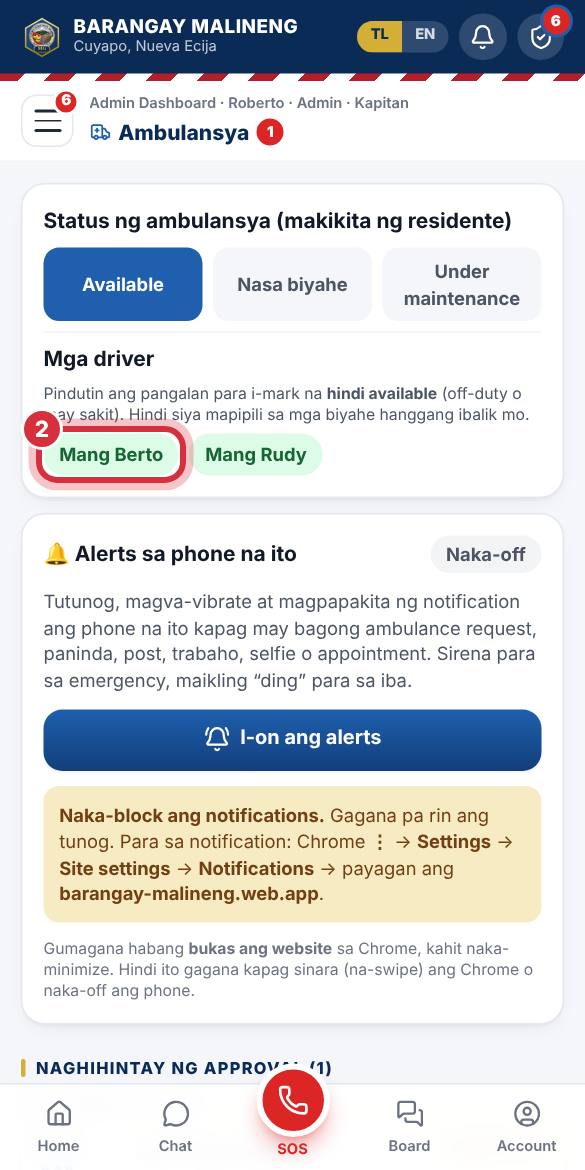 BARANGAY MALINENG
Cuyapo, Nueva Ecija
TL EN
6
6
Admin Dashboard · Roberto · Admin · Kapitan
Ambulansya 1
Status ng ambulansya (makikita ng residente)
Available
Nasa biyahe
Under
maintenance
Mga driver
Pindutin ang pangalan para i-mark na hindi available (off-duty o
sakit). Hindi siya mapipili sa mga biyahe hanggang ibalik mo.
2
Mang Berto
Mang Rudy
🔔 Alerts sa phone na ito
Naka-off
Tutunog, magva-vibrate at magpapakita ng notification
ang phone na ito kapag may bagong ambulance request,
paninda, post, trabaho, selfie o appointment. Sirena para
sa emergency, maikling “ding” para sa iba.
I-on ang alerts
Naka-block ang notifications. Gagana pa rin ang
tunog. Para sa notification: Chrome ⋮ → Settings →
Site settings → Notifications → payagan ang
barangay-malineng.web.app.
Gumagana habang bukas ang website sa Chrome, kahit naka-
minimize. Hindi ito gagana kapag sinara (na-swipe) ang Chrome o
naka-off ang phone.
NAGHIHINTAY NG APPROVAL (1)
Home
Chat
SOS
Board
Account